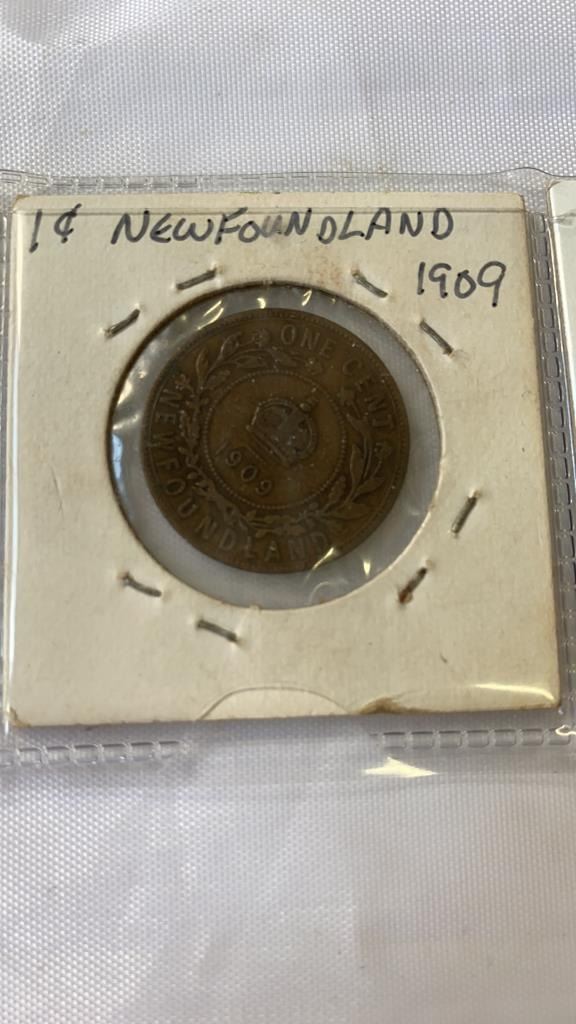 1¢ NEWFOUNDLAND
1909
ONE CENT
1909
NEWFOUNDLAND